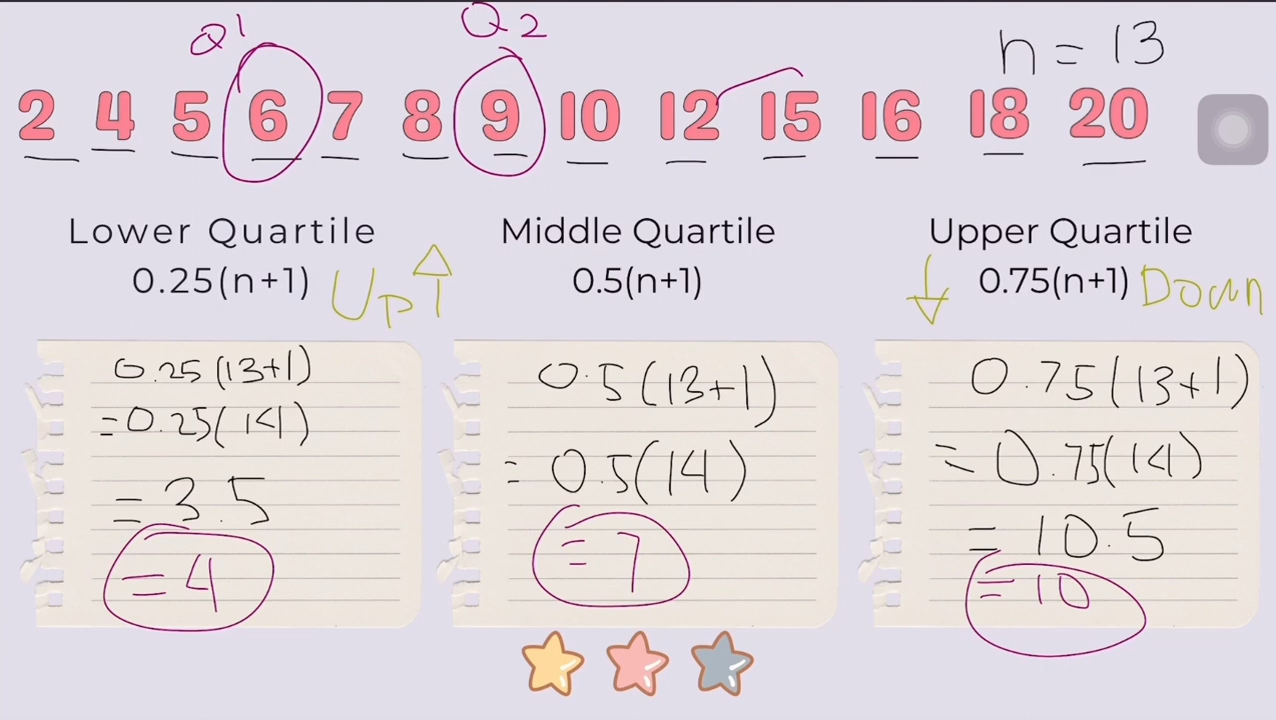 Q1 Q2 n = 13
2 4 5 6 7 8 9 10 12 15 16 18 20
Lower Quartile
0.25(n+1) Up
0.25(13+1)
=0.25(14)
= 3.5
= 4
Middle Quartile
0.5(n+1)
0.5(13+1)
= 0.5(14)
= 7
Upper Quartile
0.75(n+1) Down
0.75(13+1)
= 0.75(14)
= 10.5
= 10